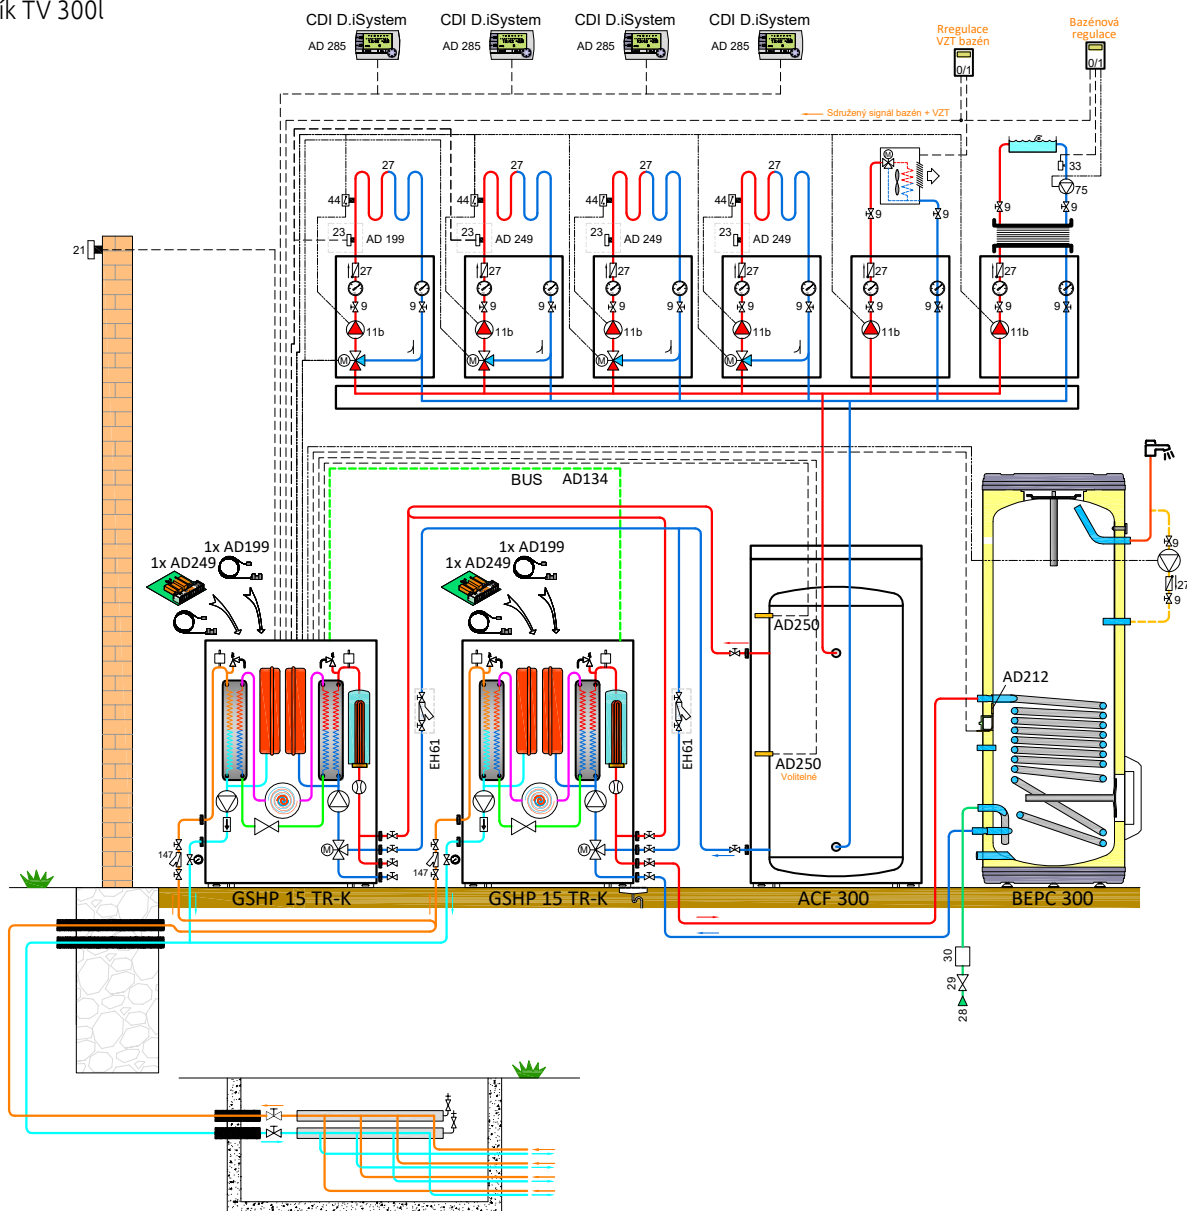 ík TV 300l
CDI D.iSystem
CDI D.iSystem
CDI D.iSystem
CDI D.iSystem
AD 285
AD 285
AD 285
AD 285
Rregulace
VZT bazén
Bazénová
regulace
0/1
0/1
Sdružený signál bazén + VZT
27
27
27
27
33
75
44
44
44
44
9
9
9
9
23
AD 199
23
AD 249
23
AD 249
23
AD 249
21
27
27
27
27
27
27
9
9
9
9
9
9
9
9
9
9
9
9
11b
11b
11b
11b
11b
11b
M
M
M
M
M
BUS AD134
1x AD199
1x AD249
1x AD199
1x AD249
9
27
9
AD250
AD212
EH61
EH61
AD250
Volitelné
M
M
147
147
GSHP 15 TR-K
GSHP 15 TR-K
ACF 300
BEPC 300
30
29
28